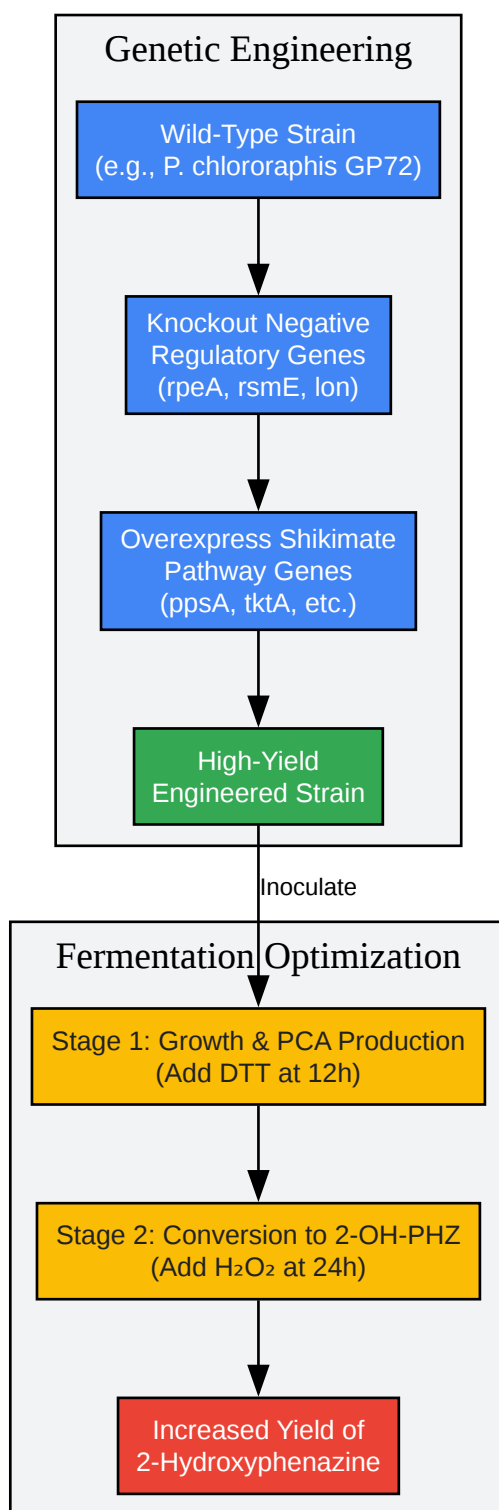 Genetic Engineering
Wild-Type Strain
(e.g., P. chlororaphis GP72)
Knockout Negative
Regulatory Genes
(rpeA, rsmE, lon)
Overexpress Shikimate
Pathway Genes
(ppsA, tktA, etc.)
High-Yield
Engineered Strain
Inoculate
Fermentation Optimization
Stage 1: Growth & PCA Production
(Add DTT at 12h)
Stage 2: Conversion to 2-OH-PHZ
(Add H₂O₂ at 24h)
Increased Yield of
2-Hydroxyphenazine